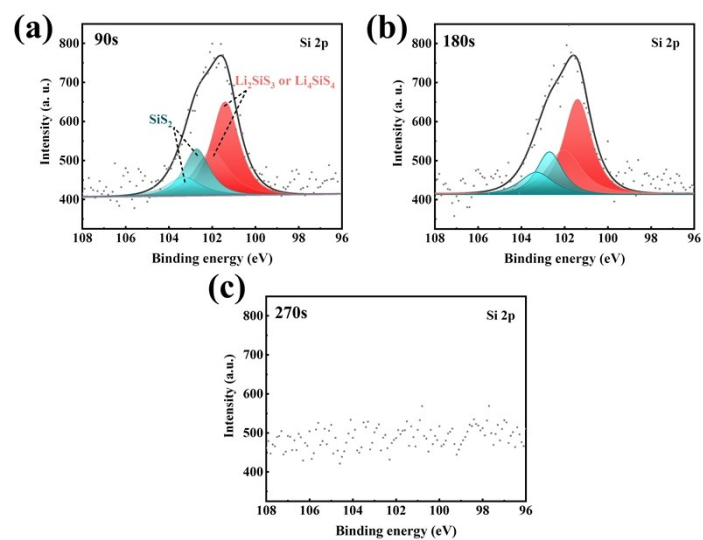 (a)
90s
Si 2p
Li₂SiS₃ or Li₄SiS₄
SiS₂
800
700
600
500
400
Intensity (a. u.)
108 106 104 102 100 98 96
Binding energy (eV)
(b)
180s
Si 2p
800
700
600
500
400
Intensity (a. u.)
108 106 104 102 100 98 96
Binding energy (eV)
(c)
270s
Si 2p
800
700
600
500
400
Intensity (a.u.)
108 106 104 102 100 98 96
Binding energy (eV)